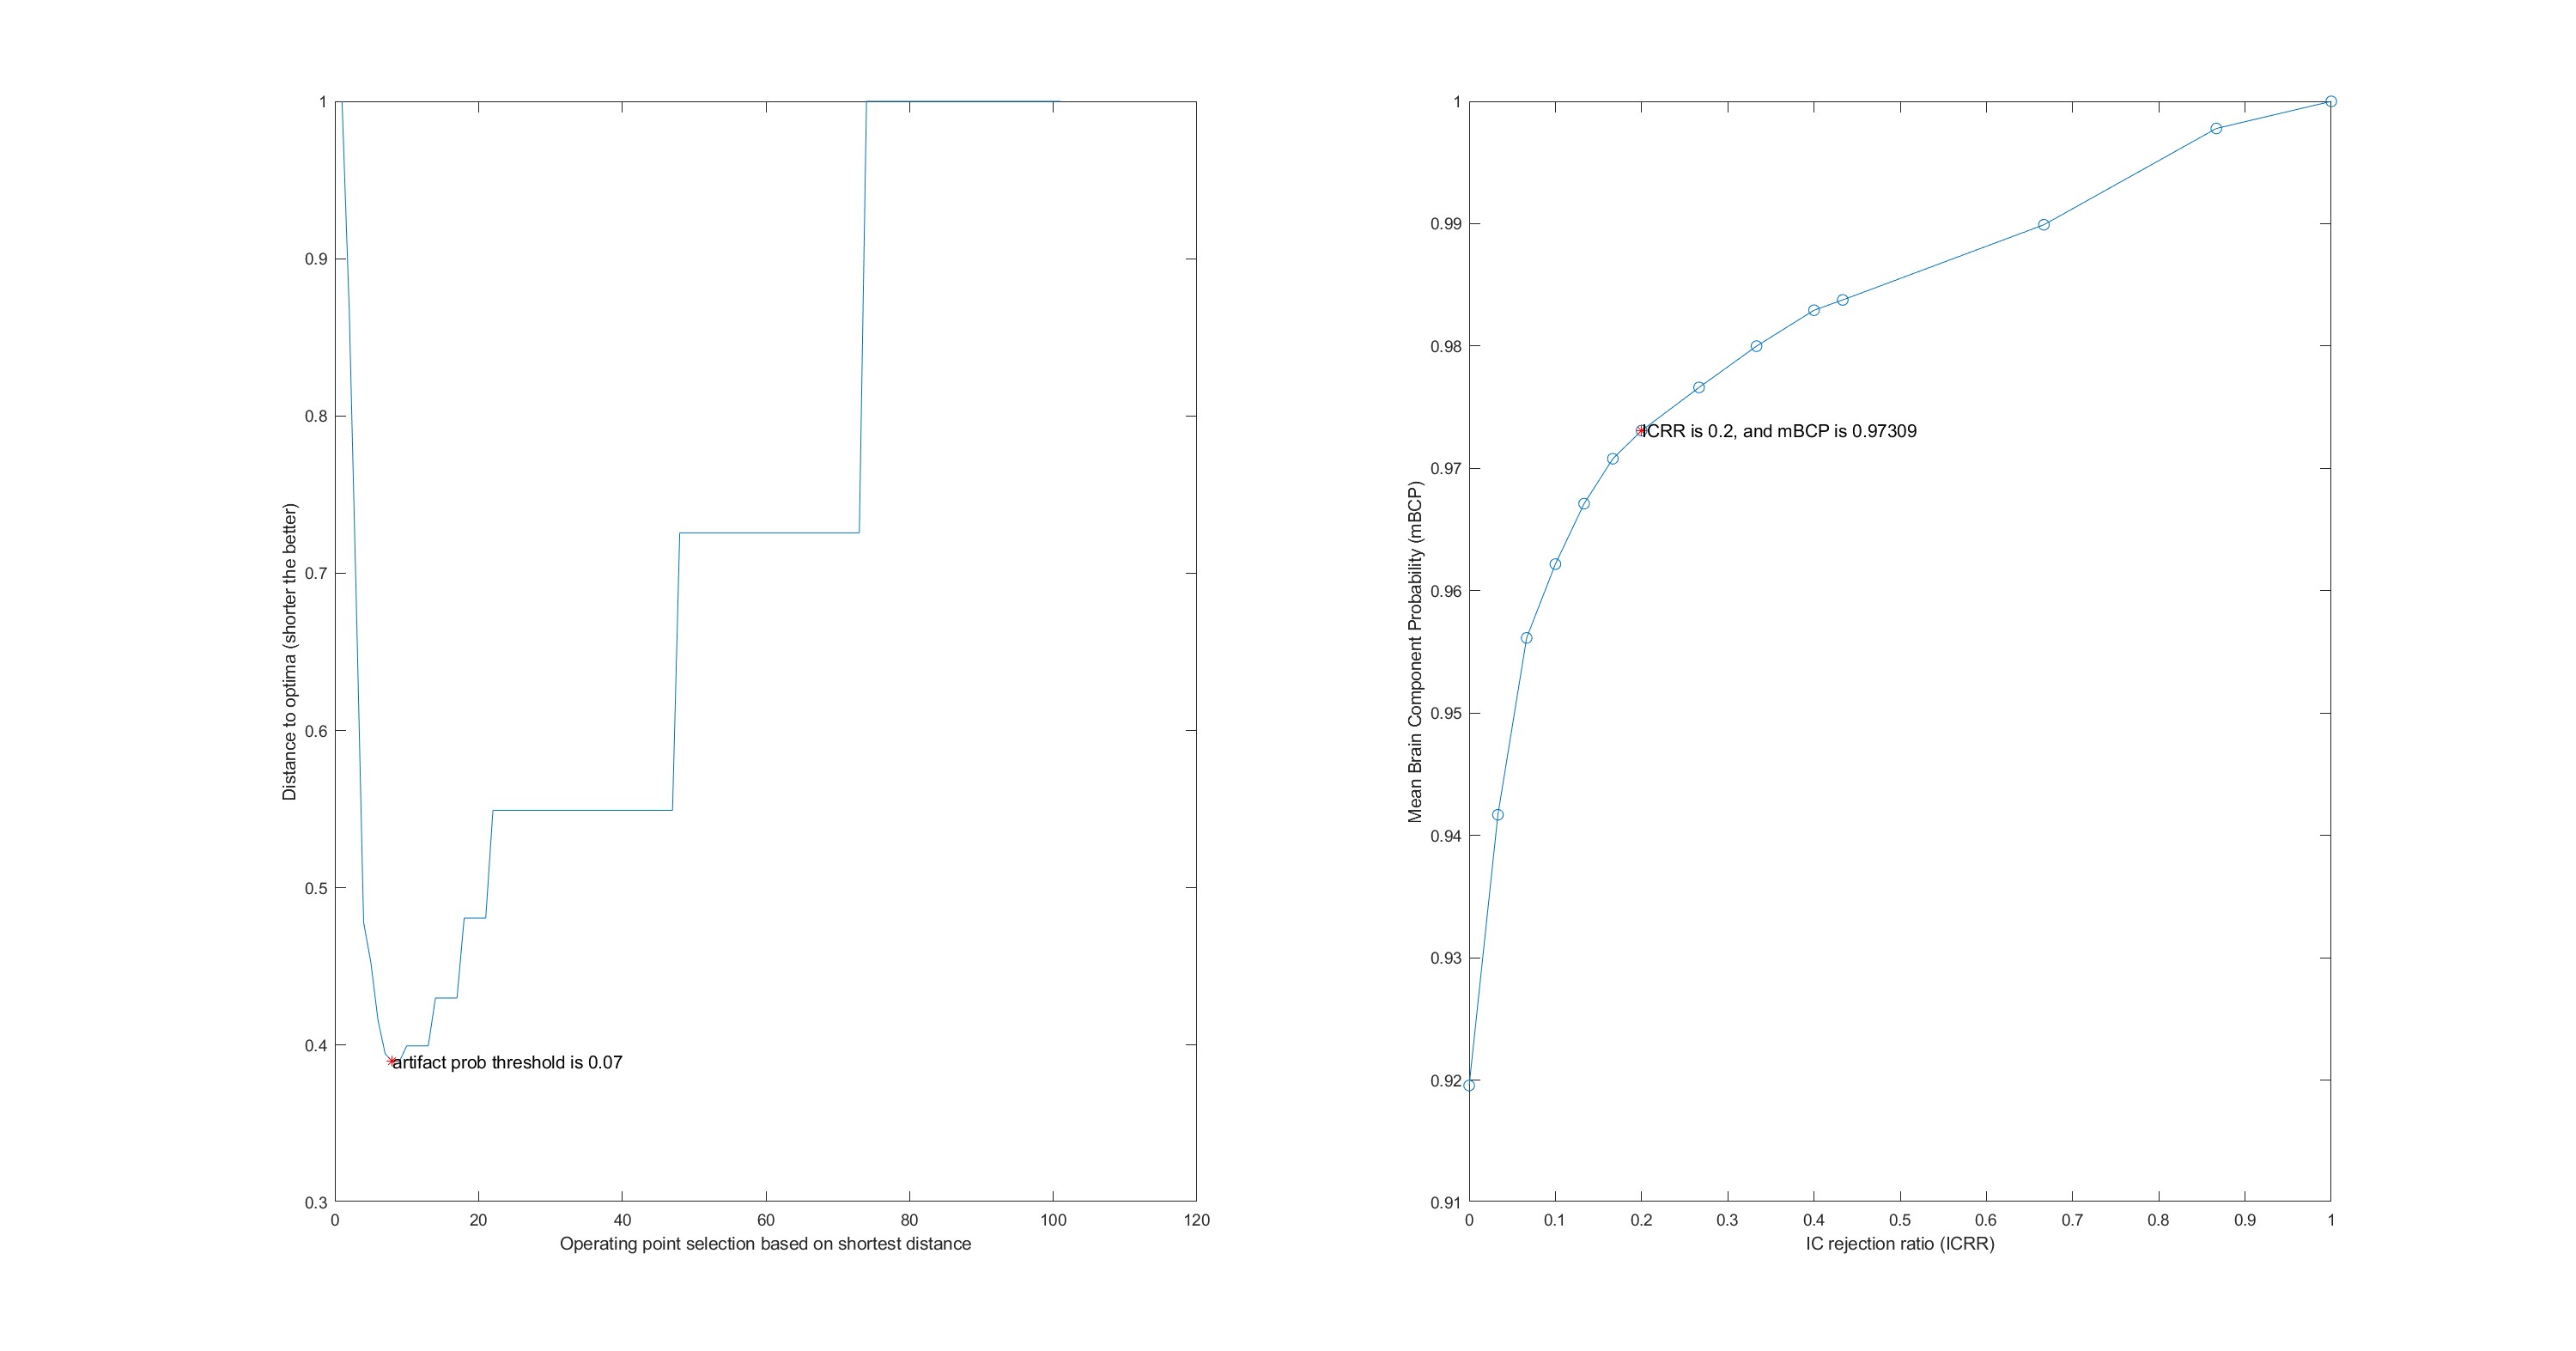 1
0.9
0.8
0.7
0.6
0.5
0.4
0.3
Distance to optima (shorter the better)
artifact prob threshold is 0.07
0 20 40 60 80 100 120
Operating point selection based on shortest distance
1
0.99
0.98
0.97
0.96
0.95
0.94
0.93
0.92
0.91
Mean Brain Component Probability (mBCP)
ICRR is 0.2, and mBCP is 0.97309
0 0.1 0.2 0.3 0.4 0.5 0.6 0.7 0.8 0.9 1
IC rejection ratio (ICRR)